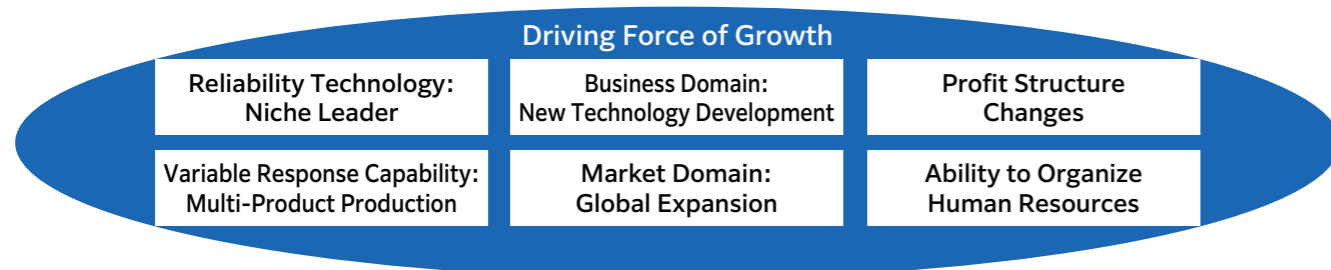 Driving Force of Growth
Reliability Technology:
Niche Leader
Business Domain:
New Technology Development
Profit Structure
Changes
Variable Response Capability:
Multi-Product Production
Market Domain:
Global Expansion
Ability to Organize
Human Resources